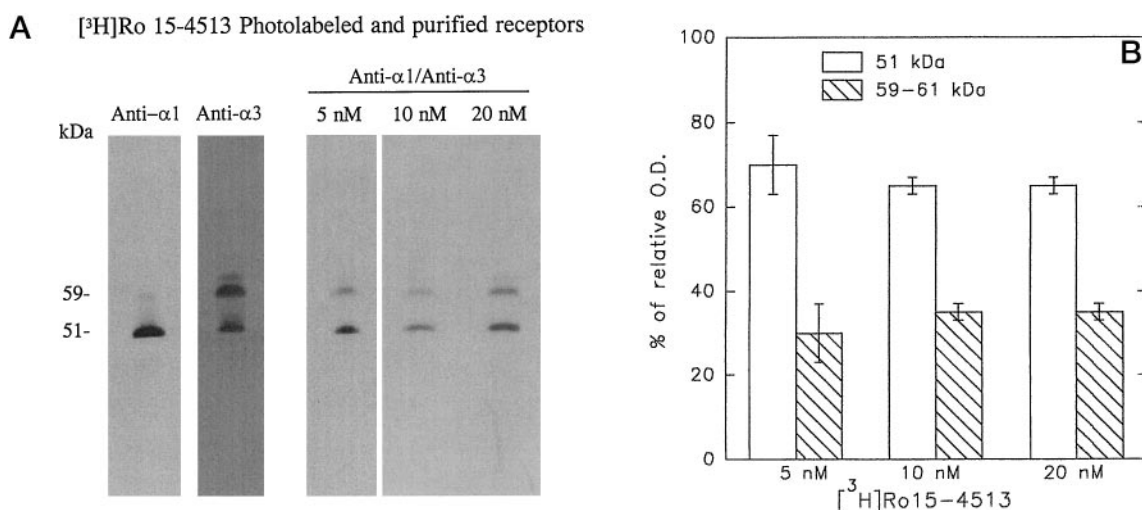 A
[³H]Ro 15-4513 Photolabeled and purified receptors
Anti-α1/Anti-α3
kDa
Anti-α1
Anti-α3
5 nM
10 nM
20 nM
59-
51-
B
51 kDa
59-61 kDa
% of relative O.D.
100
80
60
40
20
0
5 nM
10 nM
20 nM
[³H]Ro15-4513